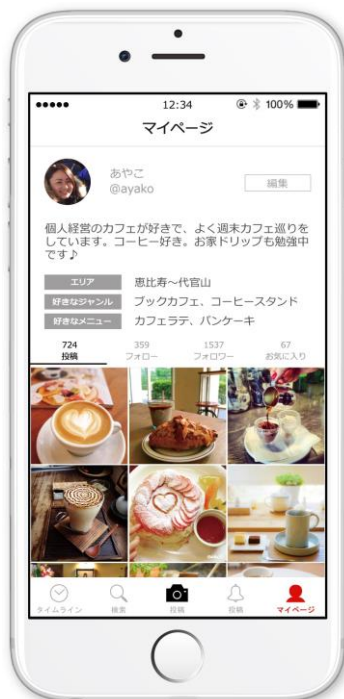 12:34
100%
マイページ
あやこ
@ayako
編集
個人経営のカフェが好きで、よく週末カフェ巡りを
しています。コーヒー好き。お家ドリップも勉強中
です♪
エリア 恵比寿〜代官山
好きなジャンル ブックカフェ、コーヒースタンド
好きなメニュー カフェラテ、パンケーキ
724 359 1537 67
投稿 フォロー フォロワー お気に入り
タイムライン 検索 投稿 投稿 マイページ